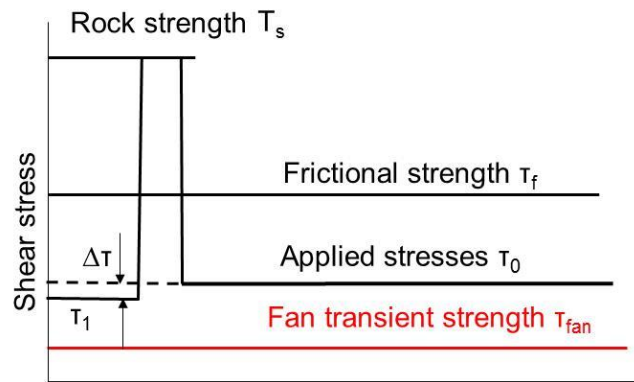 Rock strength Tₛ
Shear stress
Frictional strength τf
Δτ
Applied stresses τ₀
τ₁
Fan transient strength τfan